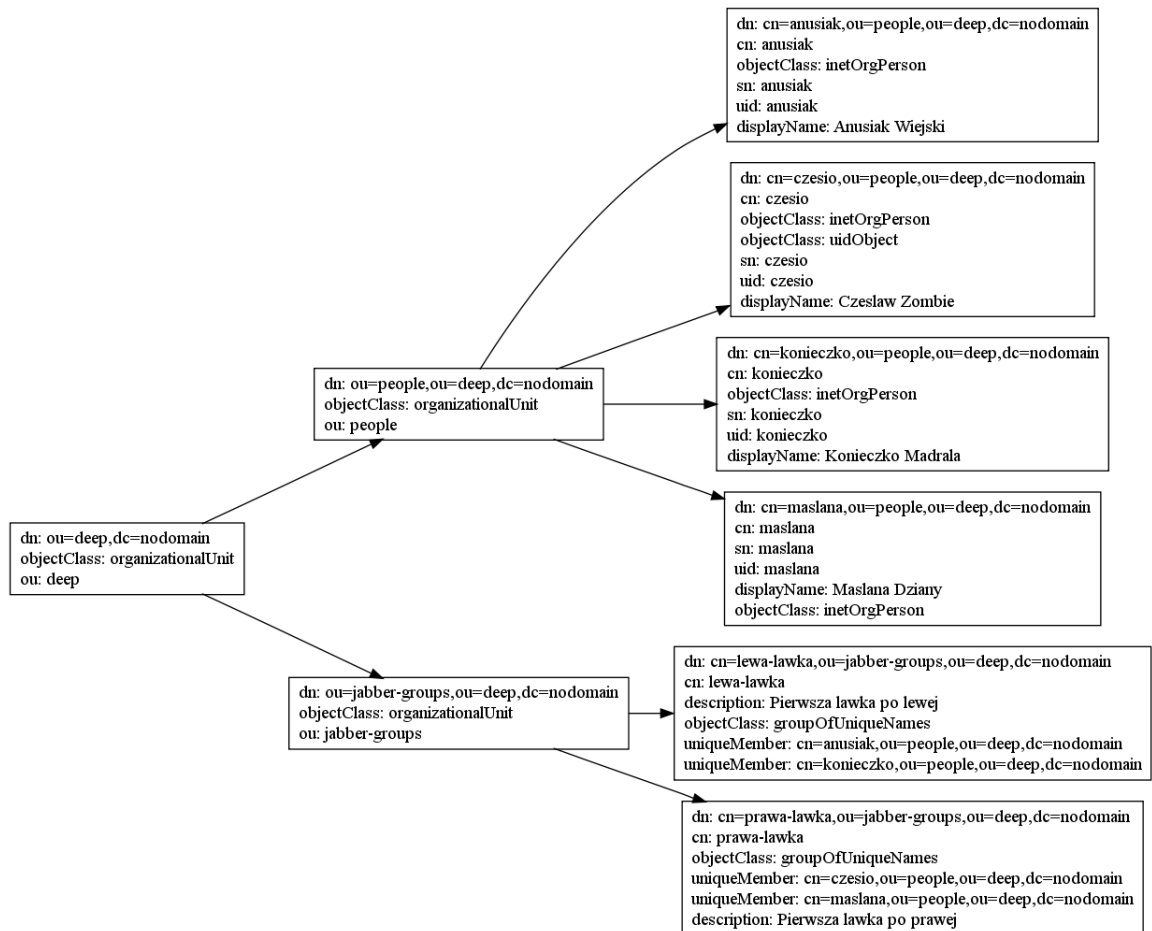 dn: cn=anusiak,ou=people,ou=deep,dc=nodomain
cn: anusiak
objectClass: inetOrgPerson
sn: anusiak
uid: anusiak
displayName: Anusiak Wiejski
dn: cn=czesio,ou=people,ou=deep,dc=nodomain
cn: czesio
objectClass: inetOrgPerson
objectClass: uidObject
sn: czesio
uid: czesio
displayName: Czeslaw Zombie
dn: ou=people,ou=deep,dc=nodomain
objectClass: organizationalUnit
ou: people
dn: cn=konieczko,ou=people,ou=deep,dc=nodomain
cn: konieczko
objectClass: inetOrgPerson
sn: konieczko
uid: konieczko
displayName: Konieczko Madrala
dn: ou=deep,dc=nodomain
objectClass: organizationalUnit
ou: deep
dn: cn=maslana,ou=people,ou=deep,dc=nodomain
cn: maslana
sn: maslana
uid: maslana
displayName: Maslana Dziany
objectClass: inetOrgPerson
dn: ou=jabber-groups,ou=deep,dc=nodomain
objectClass: organizationalUnit
ou: jabber-groups
dn: cn=lewa-lawka,ou=jabber-groups,ou=deep,dc=nodomain
cn: lewa-lawka
description: Pierwsza lawka po lewej
objectClass: groupOfUniqueNames
uniqueMember: cn=anusiak,ou=people,ou=deep,dc=nodomain
uniqueMember: cn=konieczko,ou=people,ou=deep,dc=nodomain
dn: cn=prawa-lawka,ou=jabber-groups,ou=deep,dc=nodomain
cn: prawa-lawka
objectClass: groupOfUniqueNames
uniqueMember: cn=czesio,ou=people,ou=deep,dc=nodomain
uniqueMember: cn=maslana,ou=people,ou=deep,dc=nodomain
description: Pierwsza lawka po prawej